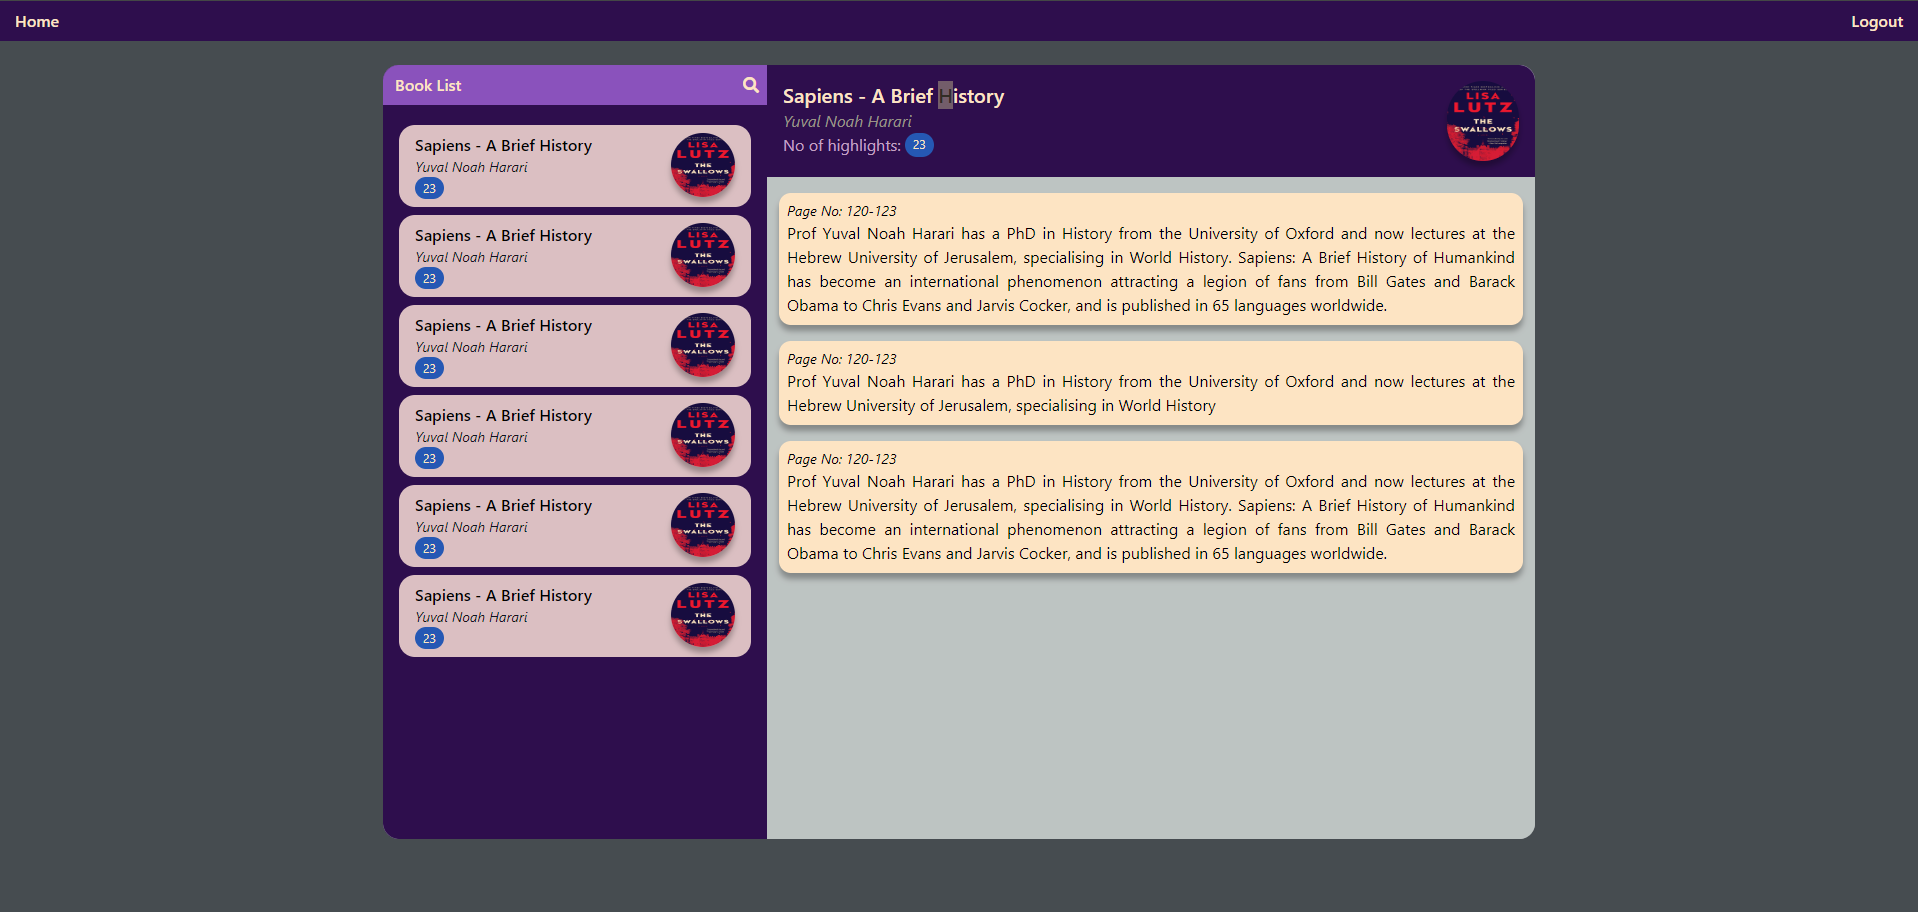 Home
Logout
Book List
Sapiens - A Brief History
Yuval Noah Harari
23
LISA
LUTZ
THE
SWALLOWS
Sapiens - A Brief History
Yuval Noah Harari
23
LISA
LUTZ
THE
SWALLOWS
Sapiens - A Brief History
Yuval Noah Harari
23
LISA
LUTZ
THE
SWALLOWS
Sapiens - A Brief History
Yuval Noah Harari
23
LISA
LUTZ
THE
SWALLOWS
Sapiens - A Brief History
Yuval Noah Harari
23
LISA
LUTZ
THE
SWALLOWS
Sapiens - A Brief History
Yuval Noah Harari
23
LISA
LUTZ
THE
SWALLOWS
Sapiens - A Brief History
Yuval Noah Harari
No of highlights: 23
LISA
LUTZ
THE
SWALLOWS
Page No: 120-123
Prof Yuval Noah Harari has a PhD in History from the University of Oxford and now lectures at the
Hebrew University of Jerusalem, specialising in World History. Sapiens: A Brief History of Humankind
has become an international phenomenon attracting a legion of fans from Bill Gates and Barack
Obama to Chris Evans and Jarvis Cocker, and is published in 65 languages worldwide.
Page No: 120-123
Prof Yuval Noah Harari has a PhD in History from the University of Oxford and now lectures at the
Hebrew University of Jerusalem, specialising in World History
Page No: 120-123
Prof Yuval Noah Harari has a PhD in History from the University of Oxford and now lectures at the
Hebrew University of Jerusalem, specialising in World History. Sapiens: A Brief History of Humankind
has become an international phenomenon attracting a legion of fans from Bill Gates and Barack
Obama to Chris Evans and Jarvis Cocker, and is published in 65 languages worldwide.